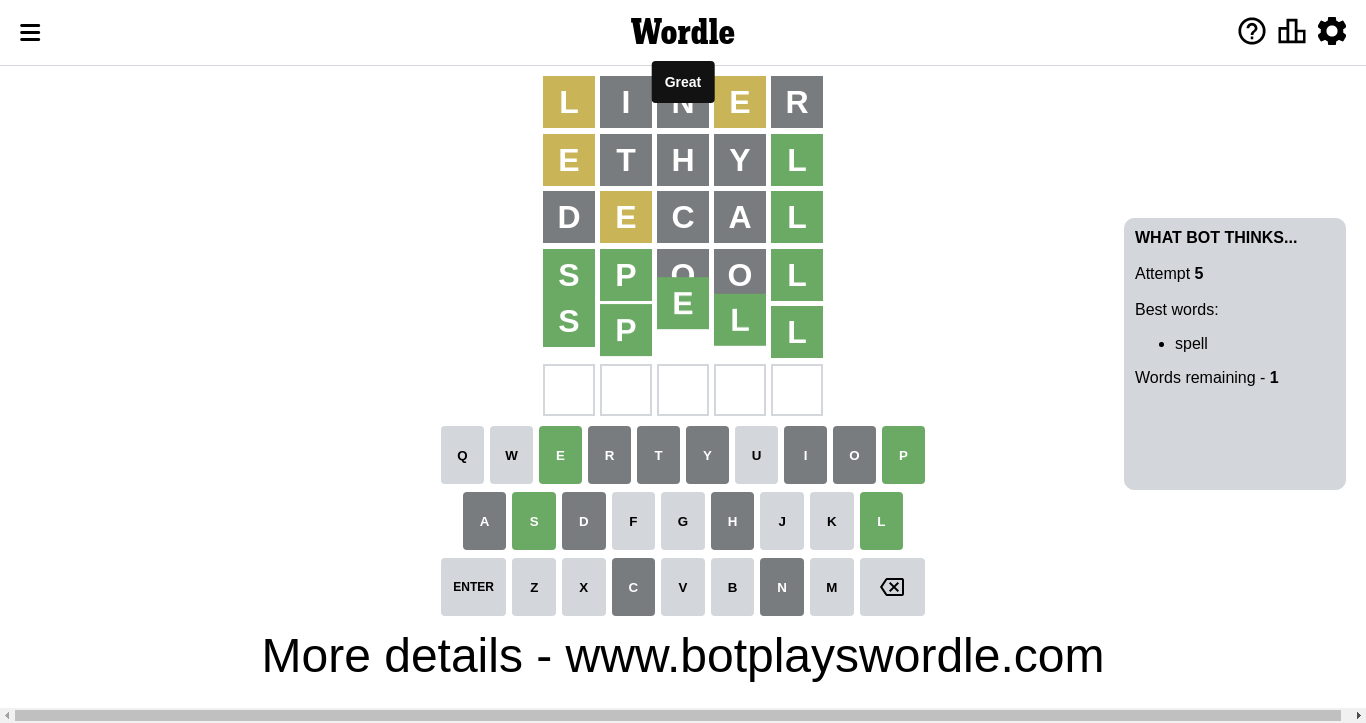 Wordle
Great
L I N E R
E T H Y L
D E C A L
S P O O L
S P E L L
Q W E R T Y U I O P
A S D F G H J K L
ENTER Z X C V B N M
WHAT BOT THINKS...
Attempt 5
Best words:
• spell
Words remaining - 1
More details - www.botplayswordle.com